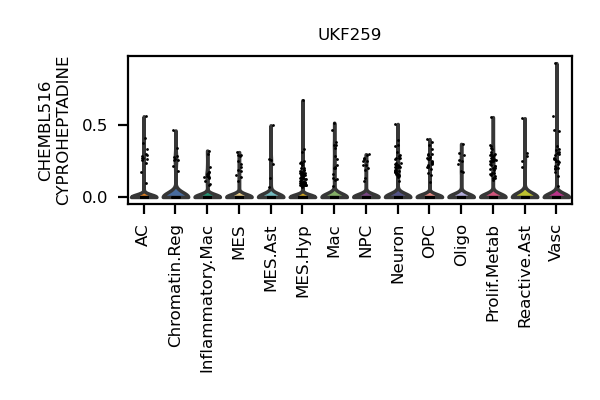 UKF259
CHEMBL516
CYPROHEPTADINE
0.5
0.0
AC
Chromatin.Reg
Inflammatory.Mac
MES
MES.Ast
MES.Hyp
Mac
NPC
Neuron
OPC
Oligo
Prolif.Metab
Reactive.Ast
Vasc